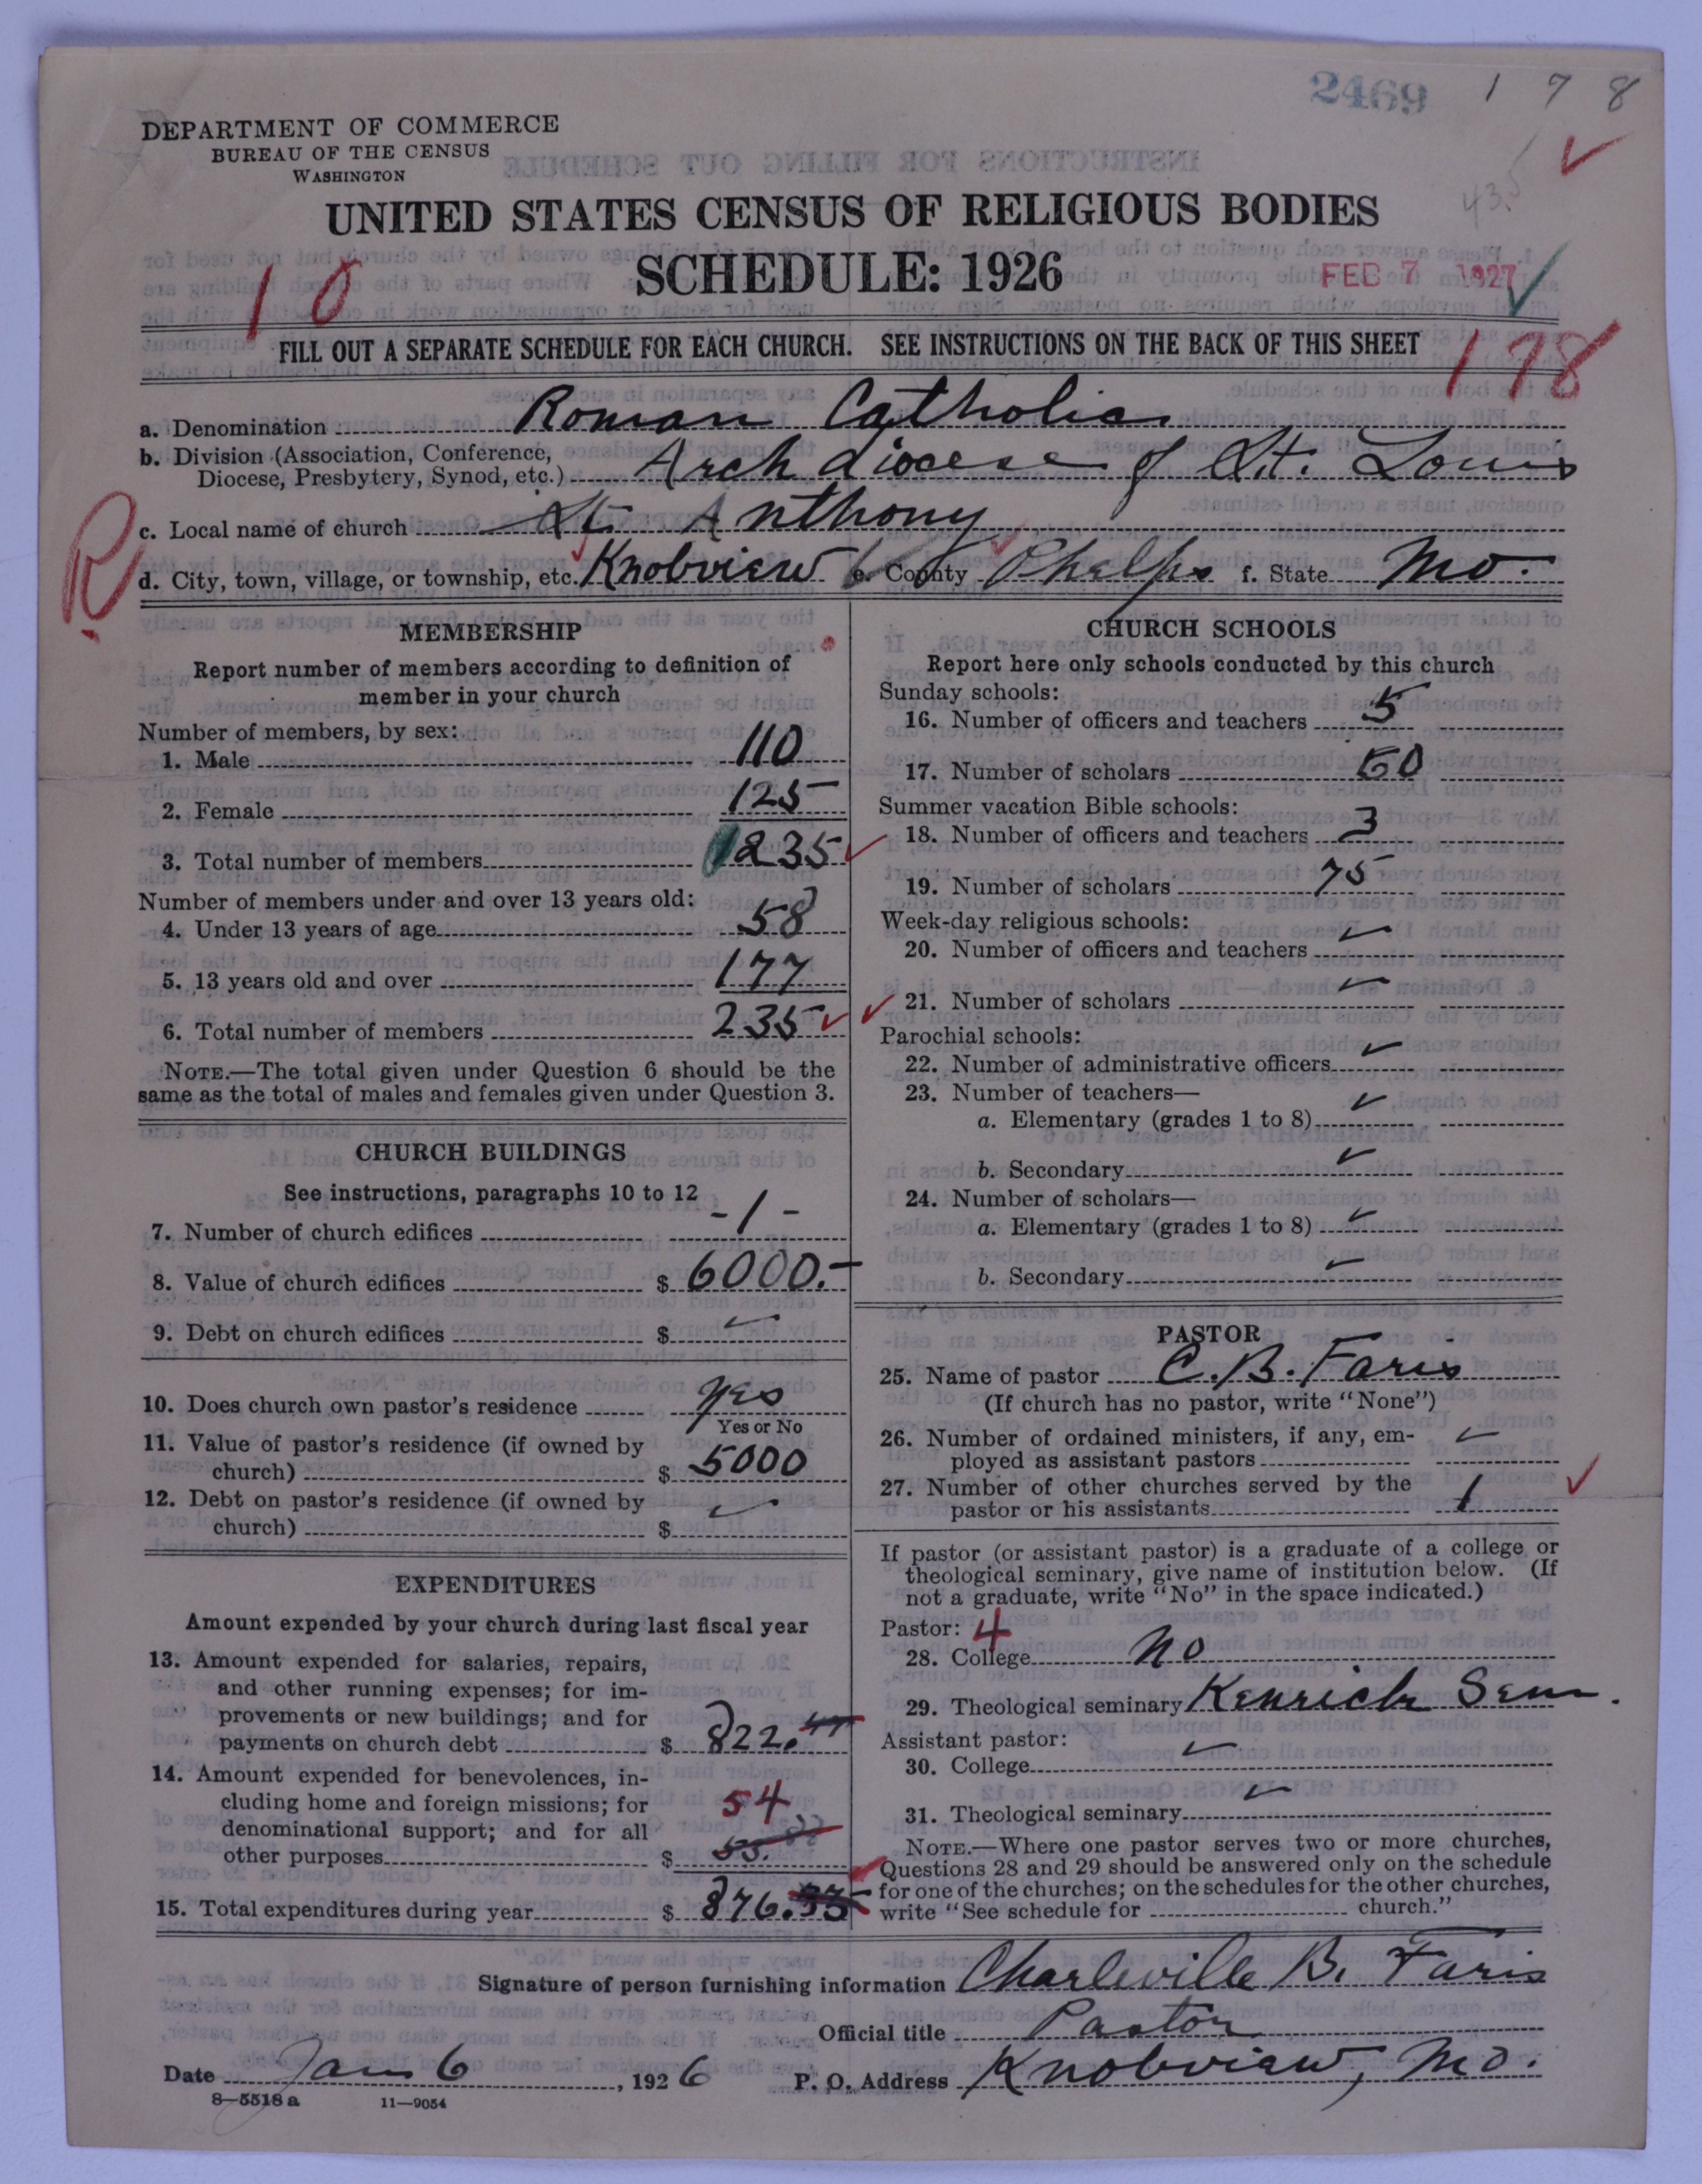 2469 1 7 8
DEPARTMENT OF COMMERCE
BUREAU OF THE CENSUS
WASHINGTON
43.5
UNITED STATES CENSUS OF RELIGIOUS BODIES
SCHEDULE: 1926
FEB 7 1927
10
FILL OUT A SEPARATE SCHEDULE FOR EACH CHURCH. SEE INSTRUCTIONS ON THE BACK OF THIS SHEET
178
a. Denomination Roman Catholic
b. Division (Association, Conference, Diocese, Presbytery, Synod, etc.) Archdiocese of St. Louis
c. Local name of church St. Anthony
R
d. City, town, village, or township, etc. Knobview e. County Phelps f. State Mo.
MEMBERSHIP
Report number of members according to definition of
member in your church
Number of members, by sex:
1. Male 110
2. Female 125
3. Total number of members 235
Number of members under and over 13 years old:
4. Under 13 years of age 58
5. 13 years old and over 177
6. Total number of members 235
NOTE.—The total given under Question 6 should be the
same as the total of males and females given under Question 3.
CHURCH BUILDINGS
See instructions, paragraphs 10 to 12
7. Number of church edifices -1-
8. Value of church edifices $ 6000.-
9. Debt on church edifices $
10. Does church own pastor's residence yes
Yes or No
11. Value of pastor's residence (if owned by
church) $ 5000
12. Debt on pastor's residence (if owned by
church) $
EXPENDITURES
Amount expended by your church during last fiscal year
13. Amount expended for salaries, repairs,
and other running expenses; for im-
provements or new buildings; and for
payments on church debt $ 822.
14. Amount expended for benevolences, in-
cluding home and foreign missions; for
denominational support; and for all
other purposes $ 54
15. Total expenditures during year $ 876.
CHURCH SCHOOLS
Report here only schools conducted by this church
Sunday schools:
16. Number of officers and teachers 5
17. Number of scholars 60
Summer vacation Bible schools:
18. Number of officers and teachers 3
19. Number of scholars 75
Week-day religious schools:
20. Number of officers and teachers
21. Number of scholars
Parochial schools:
22. Number of administrative officers
23. Number of teachers—
a. Elementary (grades 1 to 8)
b. Secondary
24. Number of scholars—
a. Elementary (grades 1 to 8)
b. Secondary
PASTOR
25. Name of pastor C. B. Faris
(If church has no pastor, write "None")
26. Number of ordained ministers, if any, em-
ployed as assistant pastors
27. Number of other churches served by the
pastor or his assistants 1
If pastor (or assistant pastor) is a graduate of a college or
theological seminary, give name of institution below. (If
not a graduate, write "No" in the space indicated.)
Pastor: 4
28. College No
29. Theological seminary Kenrick Sem.
Assistant pastor:
30. College
31. Theological seminary
NOTE.—Where one pastor serves two or more churches,
Questions 28 and 29 should be answered only on the schedule
for one of the churches; on the schedules for the other churches,
write "See schedule for church."
Signature of person furnishing information Charleville B. Faris
Official title Pastor
Date Jan 6, 1926 P. O. Address Knobview, Mo.
8—5518a 11—9054